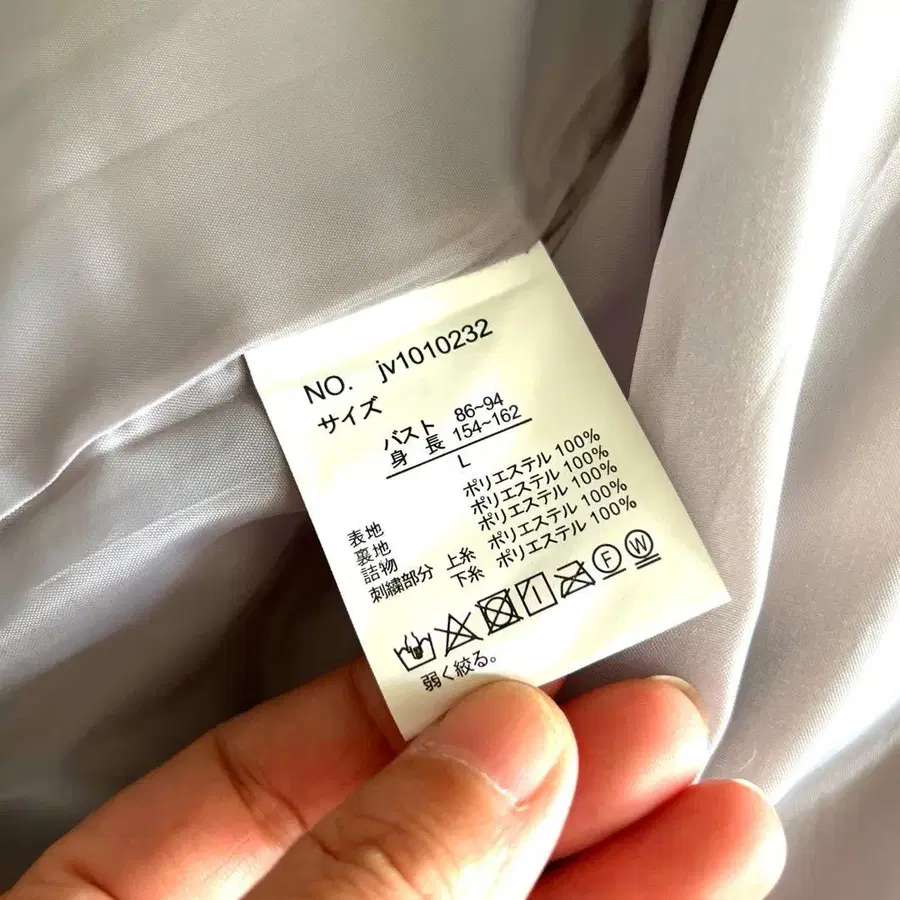 NO. jv1010232
サイズ
バスト 86~94
身長 154~162
L
表地 ポリエステル 100%
裏地 ポリエステル 100%
詰物 ポリエステル 100%
刺繍部分 上糸 ポリエステル 100%
下糸 ポリエステル 100%
F W
弱く絞る。